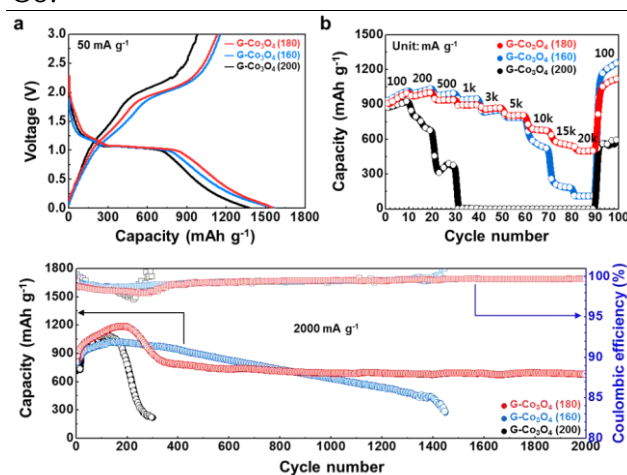 a
50 mA g⁻¹
G-Co₃O₄ (180)
G-Co₃O₄ (160)
G-Co₃O₄ (200)
Voltage (V)
3.0
2.5
2.0
1.5
1.0
0.5
0.0
0 300 600 900 1200 1500 1800
Capacity (mAh g⁻¹)
b
Unit: mA g⁻¹
G-Co₃O₄ (180)
G-Co₃O₄ (160)
G-Co₃O₄ (200)
100 200 500 1k 3k 5k 10k 15k 20k 100
Capacity (mAh g⁻¹)
1500
1200
900
600
300
0
0 10 20 30 40 50 60 70 80 90 100
Cycle number
Capacity (mAh g⁻¹)
1800
1500
1200
900
600
300
0
2000 mA g⁻¹
G-Co₃O₄ (180)
G-Co₃O₄ (160)
G-Co₃O₄ (200)
100
95
90
85
80
Coulombic efficiency (%)
0 200 400 600 800 1000 1200 1400 1600 1800 2000
Cycle number